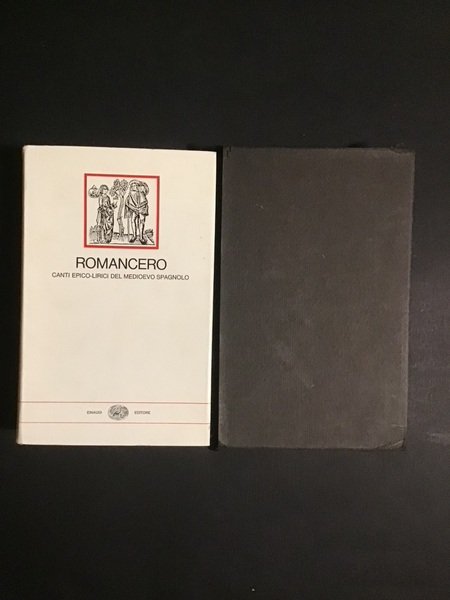 ROMANCERO
CANTI EPICO-LIRICI DEL MEDIOEVO SPAGNOLO
EINAUDI EDITORE